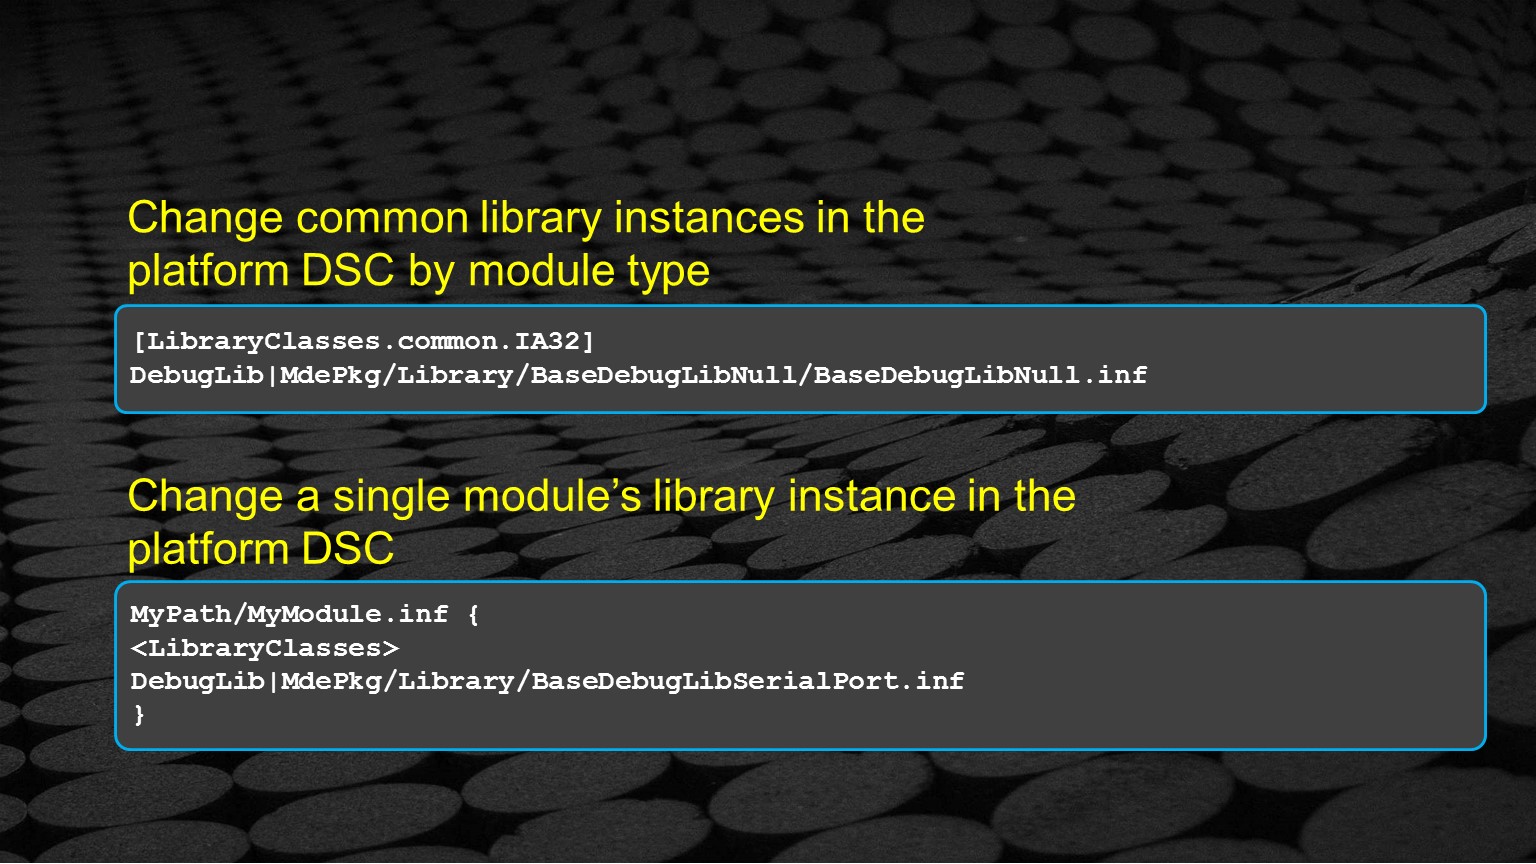 Change common library instances in the
platform DSC by module type
[LibraryClasses.common.IA32]
DebugLib|MdePkg/Library/BaseDebugLibNull/BaseDebugLibNull.inf
Change a single module’s library instance in the
platform DSC
MyPath/MyModule.inf {
<LibraryClasses>
DebugLib|MdePkg/Library/BaseDebugLibSerialPort.inf
}